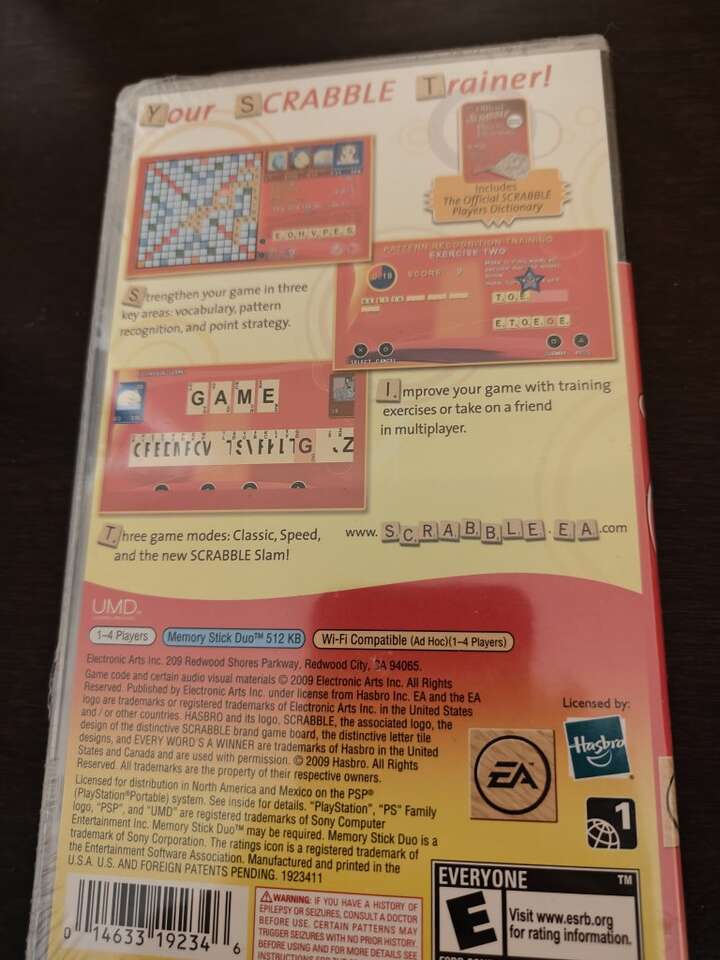 Your SCRABBLE Trainer!
Official
SCRABBLE
Includes
The Official SCRABBLE
Players Dictionary
E O H V P E S
PATTERN RECOGNITION TRAINING
EXERCISE TWO
SCORE: 9
T O E
E T O E O E
SELECT CANCEL
Strengthen your game in three
key areas: vocabulary, pattern
recognition, and point strategy.
GAME
Improve your game with training
exercises or take on a friend
in multiplayer.
Three game modes: Classic, Speed,
and the new SCRABBLE Slam!
www.SCRABBLE.EA.com
UMD
1-4 Players
Memory Stick Duo™ 512 KB
Wi-Fi Compatible (Ad Hoc)(1-4 Players)
Electronic Arts Inc. 209 Redwood Shores Parkway, Redwood City, CA 94065.
Game code and certain audio visual materials © 2009 Electronic Arts Inc. All Rights
Reserved. Published by Electronic Arts Inc. under license from Hasbro Inc. EA and the EA
logo are trademarks or registered trademarks of Electronic Arts Inc. in the United States
and / or other countries. HASBRO and its logo, SCRABBLE, the associated logo, the
design of the distinctive SCRABBLE brand game board, the distinctive letter tile
designs, and EVERY WORD'S A WINNER are trademarks of Hasbro in the United
States and Canada and are used with permission. © 2009 Hasbro. All Rights
Reserved. All trademarks are the property of their respective owners.
Licensed for distribution in North America and Mexico on the PSP®
(PlayStation®Portable) system. See inside for details. "PlayStation", "PS" Family
logo, "PSP", and "UMD" are registered trademarks of Sony Computer
Entertainment Inc. Memory Stick Duo™ may be required. Memory Stick Duo is a
trademark of Sony Corporation. The ratings icon is a registered trademark of
the Entertainment Software Association. Manufactured and printed in the
U.S.A. U.S. AND FOREIGN PATENTS PENDING. 1923411
Licensed by:
Hasbro
EA
1
0 14633 19234 6
WARNING: IF YOU HAVE A HISTORY OF
EPILEPSY OR SEIZURES, CONSULT A DOCTOR
BEFORE USE. CERTAIN PATTERNS MAY
TRIGGER SEIZURES WITH NO PRIOR HISTORY.
BEFORE USING AND FOR MORE DETAILS SEE
EVERYONE TM
E
Visit www.esrb.org
for rating information.